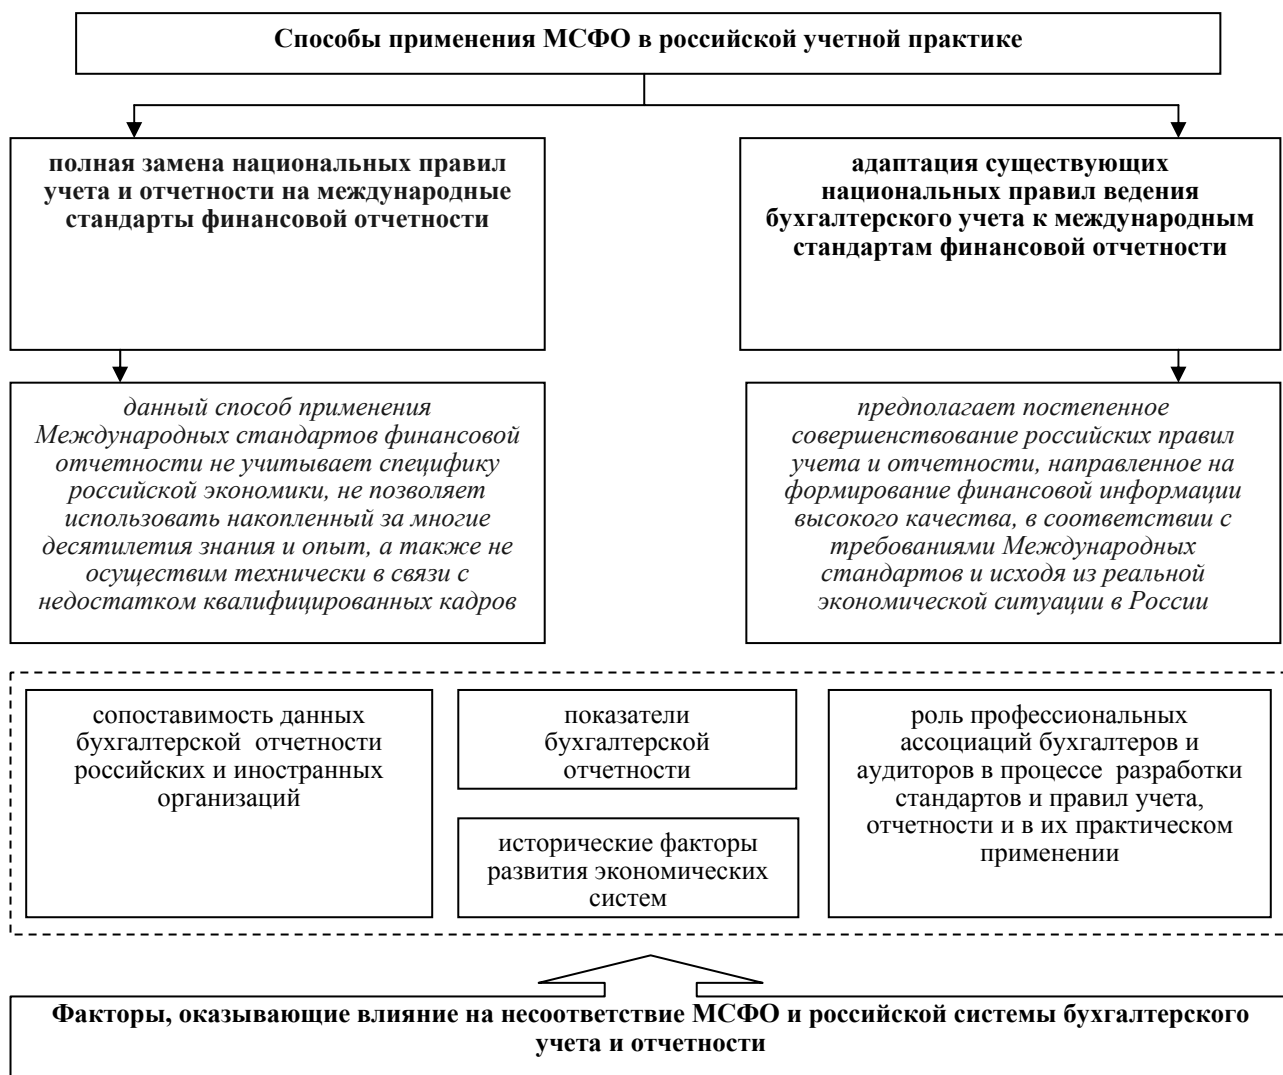 Способы применения МСФО в российской учетной практике
полная замена национальных правил
учета и отчетности на международные
стандарты финансовой отчетности
адаптация существующих
национальных правил ведения
бухгалтерского учета к международным
стандартам финансовой отчетности
данный способ применения
Международных стандартов финансовой
отчетности не учитывает специфику
российской экономики, не позволяет
использовать накопленный за многие
десятилетия знания и опыт, а также не
осуществим технически в связи с
недостатком квалифицированных кадров
предполагает постепенное
совершенствование российских правил
учета и отчетности, направленное на
формирование финансовой информации
высокого качества, в соответствии с
требованиями Международных
стандартов и исходя из реальной
экономической ситуации в России
сопоставимость данных
бухгалтерской отчетности
российских и иностранных
организаций
показатели
бухгалтерской
отчетности
исторические факторы
развития экономических
систем
роль профессиональных
ассоциаций бухгалтеров и
аудиторов в процессе разработки
стандартов и правил учета,
отчетности и в их практическом
применении
Факторы, оказывающие влияние на несоответствие МСФО и российской системы бухгалтерского
учета и отчетности